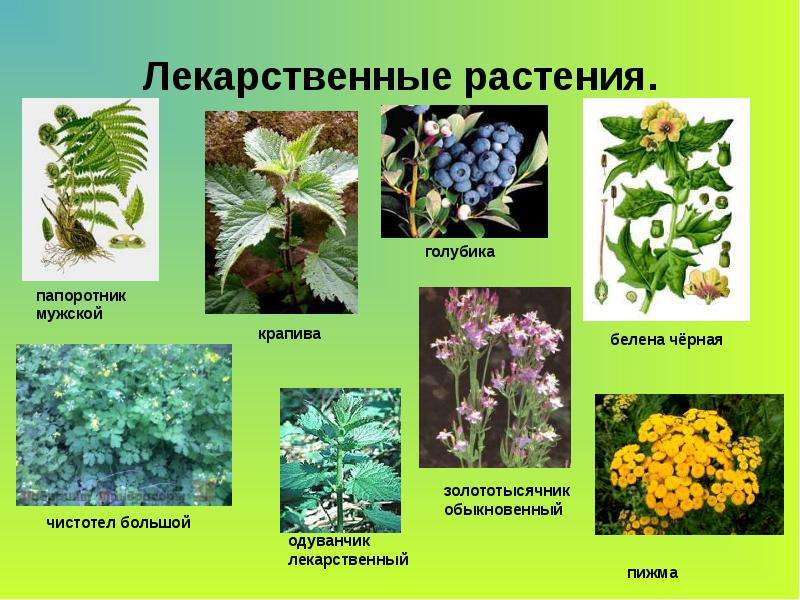 Лекарственные растения.
папоротник
мужской
крапива
голубика
белена чёрная
чистотел большой
одуванчик
лекарственный
золототысячник
обыкновенный
пижма